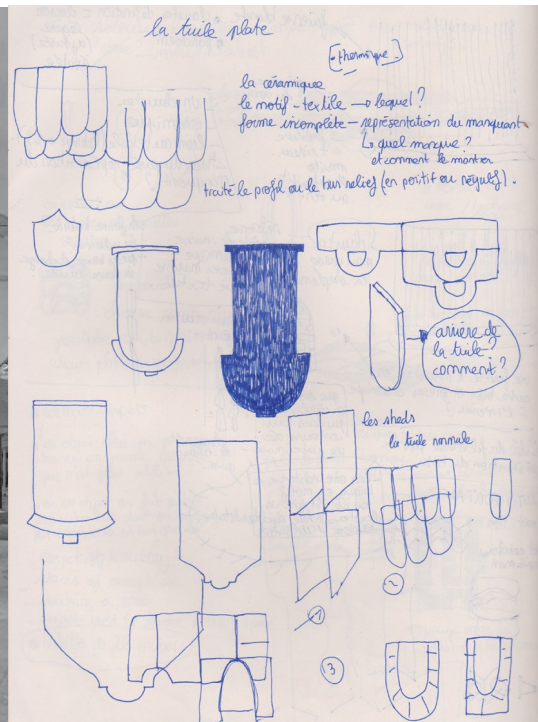 la tuile plate
[thermique]
la céramique
le motif - textile → lequel ?
forme incomplète - représentation du manquant
↳ quel manque ?
et comment le montrer
traité le profil ou le bas relief (en positif ou négatif).
arrière de
la tuile ?
comment ?
les sheds
la tuile normale
1
2
3